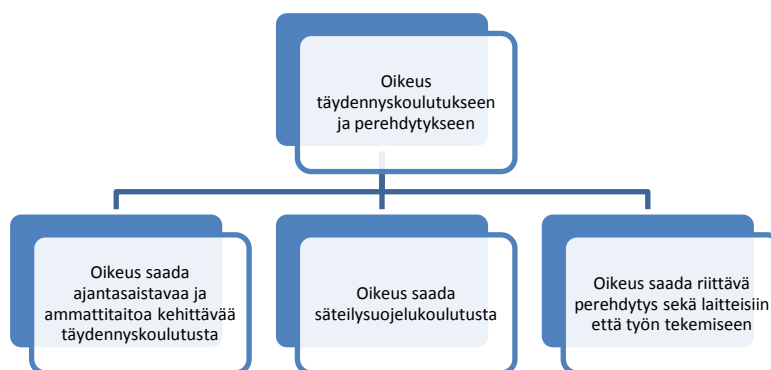 Oikeus
täydennyskoulutukseen
ja perehdytykseen
Oikeus saada
ajantasaistavaa ja
ammattitaitoa kehittävää
täydennyskoulutusta
Oikeus saada
säteilysuojelukoulutusta
Oikeus saada riittävä
perehdytys sekä laitteisiin
että työn tekemiseen